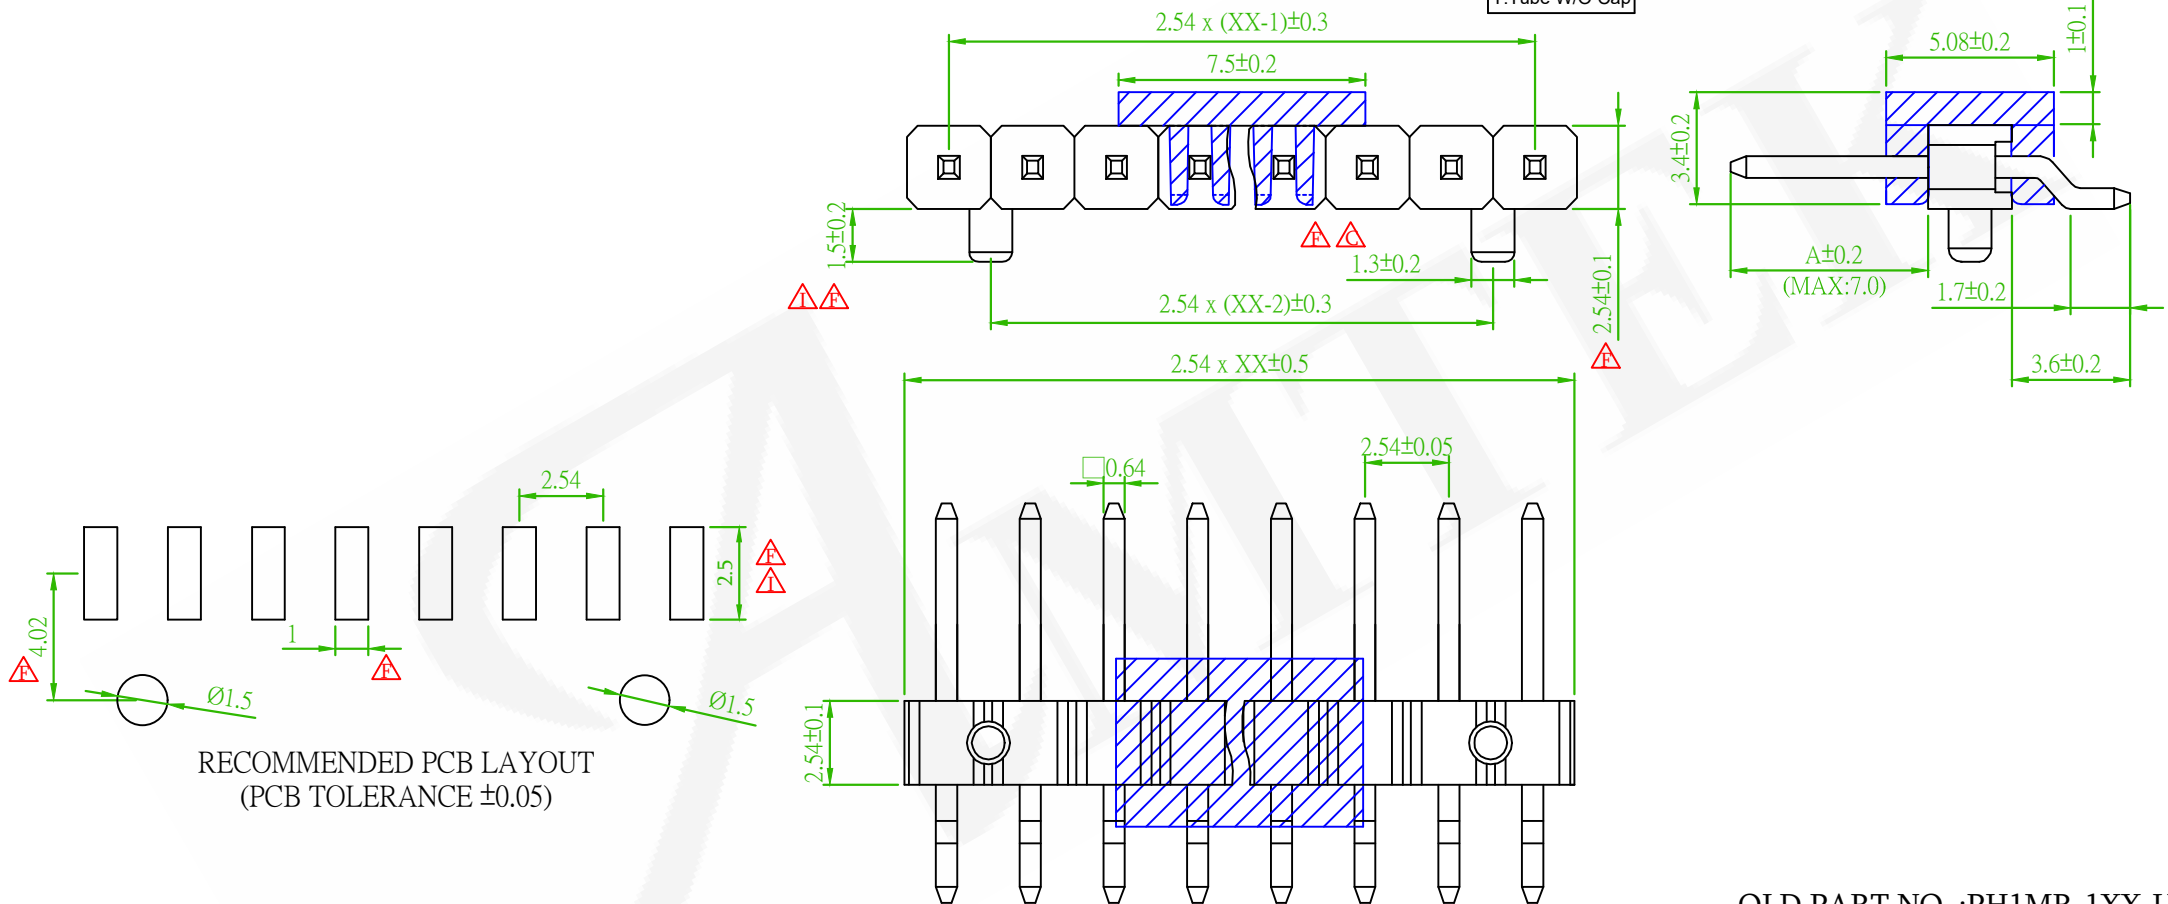 2.54 x (XX-1)±0.3
7.5±0.2
1.5±0.2
F C
1.3±0.2
2.54±0.1
I F
2.54 x (XX-2)±0.3
F
5.08±0.2
1±0.1
3.4±0.2
A±0.2
(MAX:7.0)
1.7±0.2
3.6±0.2
2.54 x XX±0.5
□0.64
2.54±0.05
2.54±0.1
2.54
2.5
F
I
4.02
F
1
F
Ø1.5
Ø1.5
RECOMMENDED PCB LAYOUT
(PCB TOLERANCE ±0.05)
AMTEK